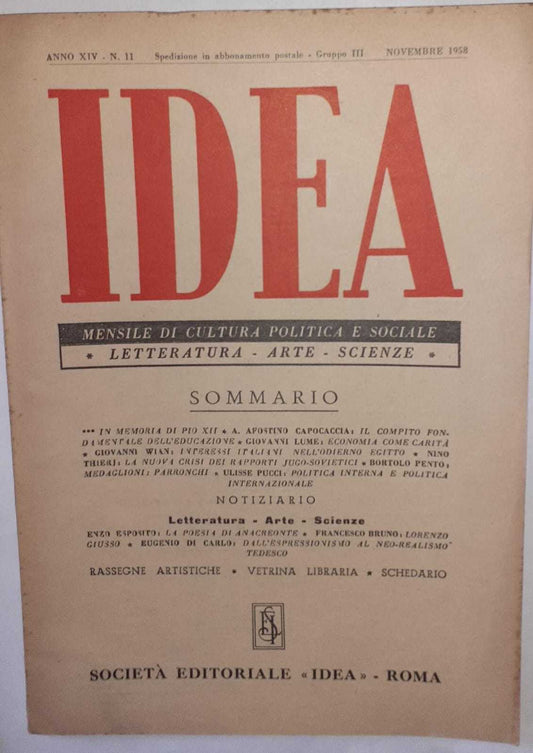 ANNO XIV - N. 11 Spedizione in abbonamento postale - Gruppo III NOVEMBRE 1958
IDEA
MENSILE DI CULTURA POLITICA E SOCIALE
* LETTERATURA - ARTE - SCIENZE *
SOMMARIO
*** IN MEMORIA DI PIO XII * A. AGOSTINO CAPOCACCIA: IL COMPITO FON-
DAMENTALE DELL'EDUCAZIONE * GIOVANNI LUME: ECONOMIA COME CARITÀ
* GIOVANNI WIAN: INTERESSI ITALIANI NELL'ODIERNO EGITTO * NINO
THIERJ: LA NUOVA CRISI DEI RAPPORTI JUGO-SOVIETICI * BORTOLO PENTO:
MEDAGLIONI: PARRONCHI * ULISSE PUCCI: POLITICA INTERNA E POLITICA
INTERNAZIONALE
NOTIZIARIO
Letteratura - Arte - Scienze
ENZO ESPOSITO: LA POESIA DI ANACREONTE * FRANCESCO BRUNO: LORENZO
GIUSSO * EUGENIO DI CARLO: DALL'ESPRESSIONISMO AL NEO-REALISMO
TEDESCO
RASSEGNE ARTISTICHE * VETRINA LIBRARIA * SCHEDARIO
SOCIETÀ EDITORIALE «IDEA» - ROMA